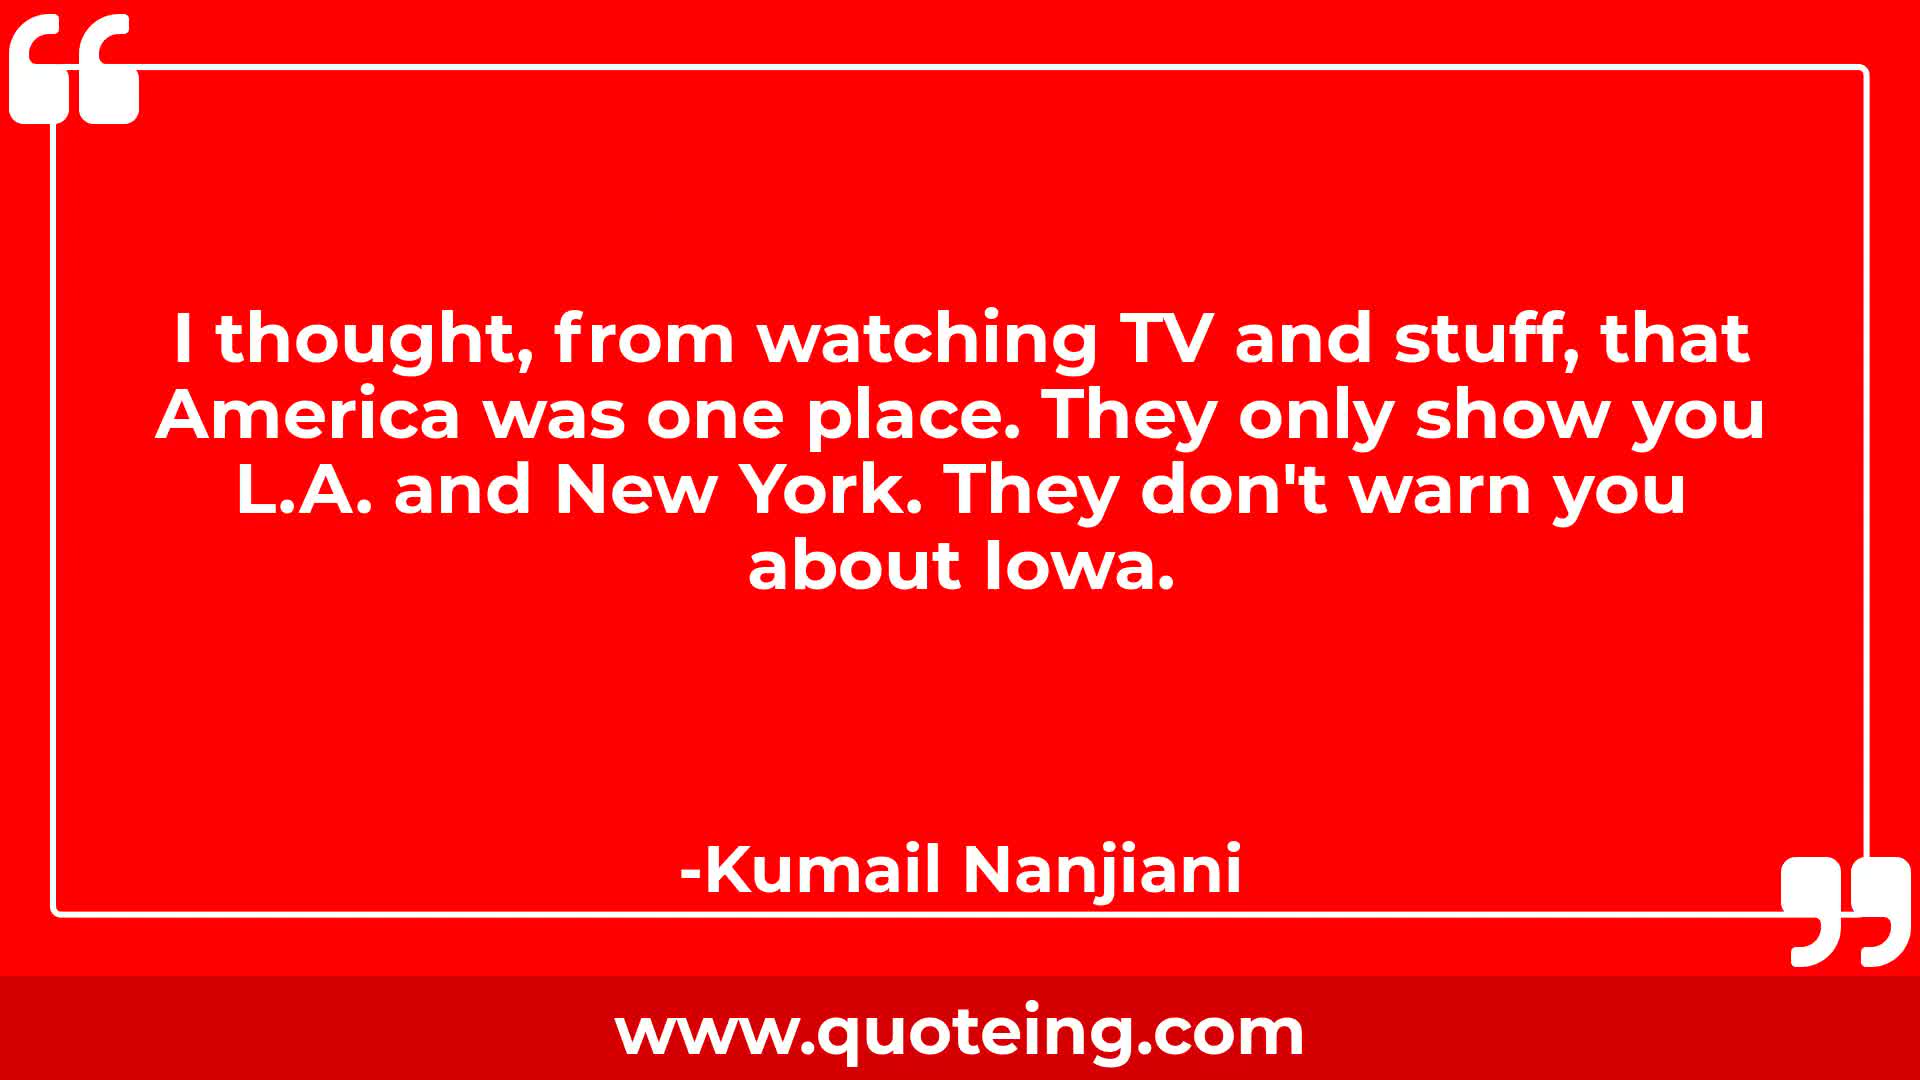 I thought, from watching TV and stuff, that
America was one place. They only show you
L.A. and New York. They don't warn you
about Iowa.
-Kumail Nanjiani
www.quoteing.com